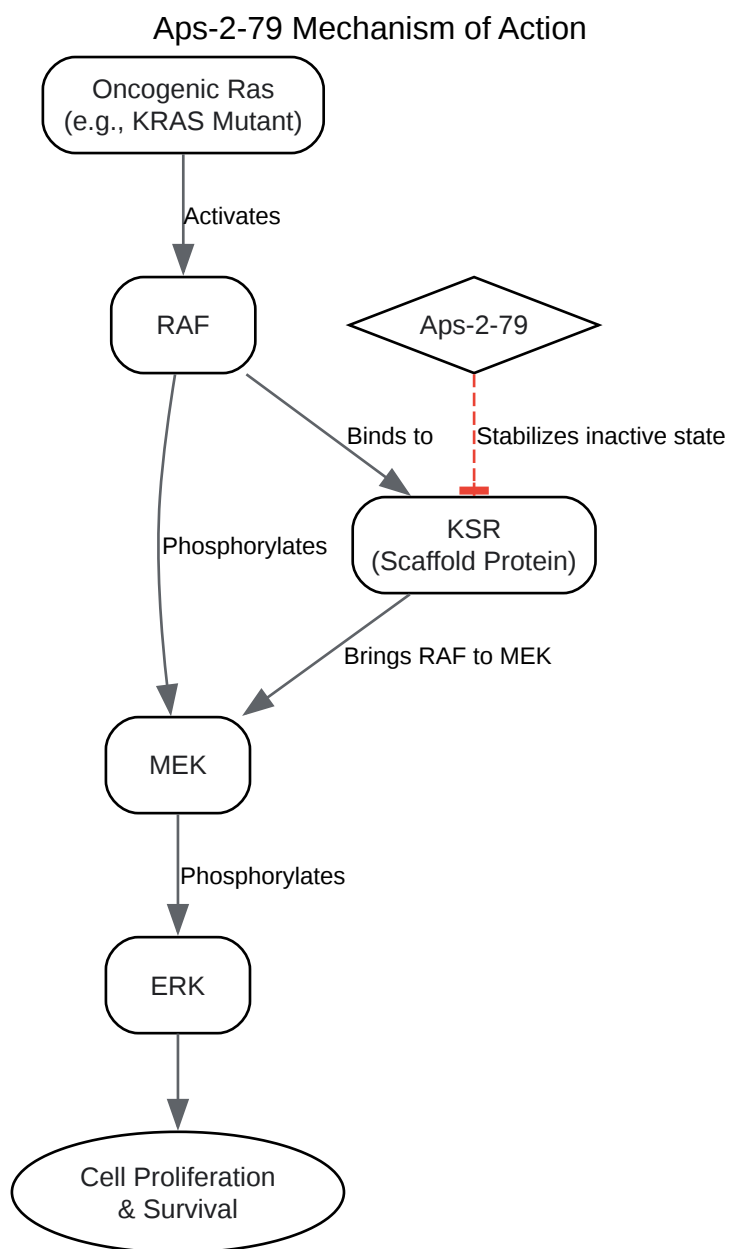 Aps-2-79 Mechanism of Action
Oncogenic Ras
(e.g., KRAS Mutant)
Activates
RAF
Aps-2-79
Binds to
Stabilizes inactive state
Phosphorylates
KSR
(Scaffold Protein)
Brings RAF to MEK
MEK
Phosphorylates
ERK
Cell Proliferation
& Survival